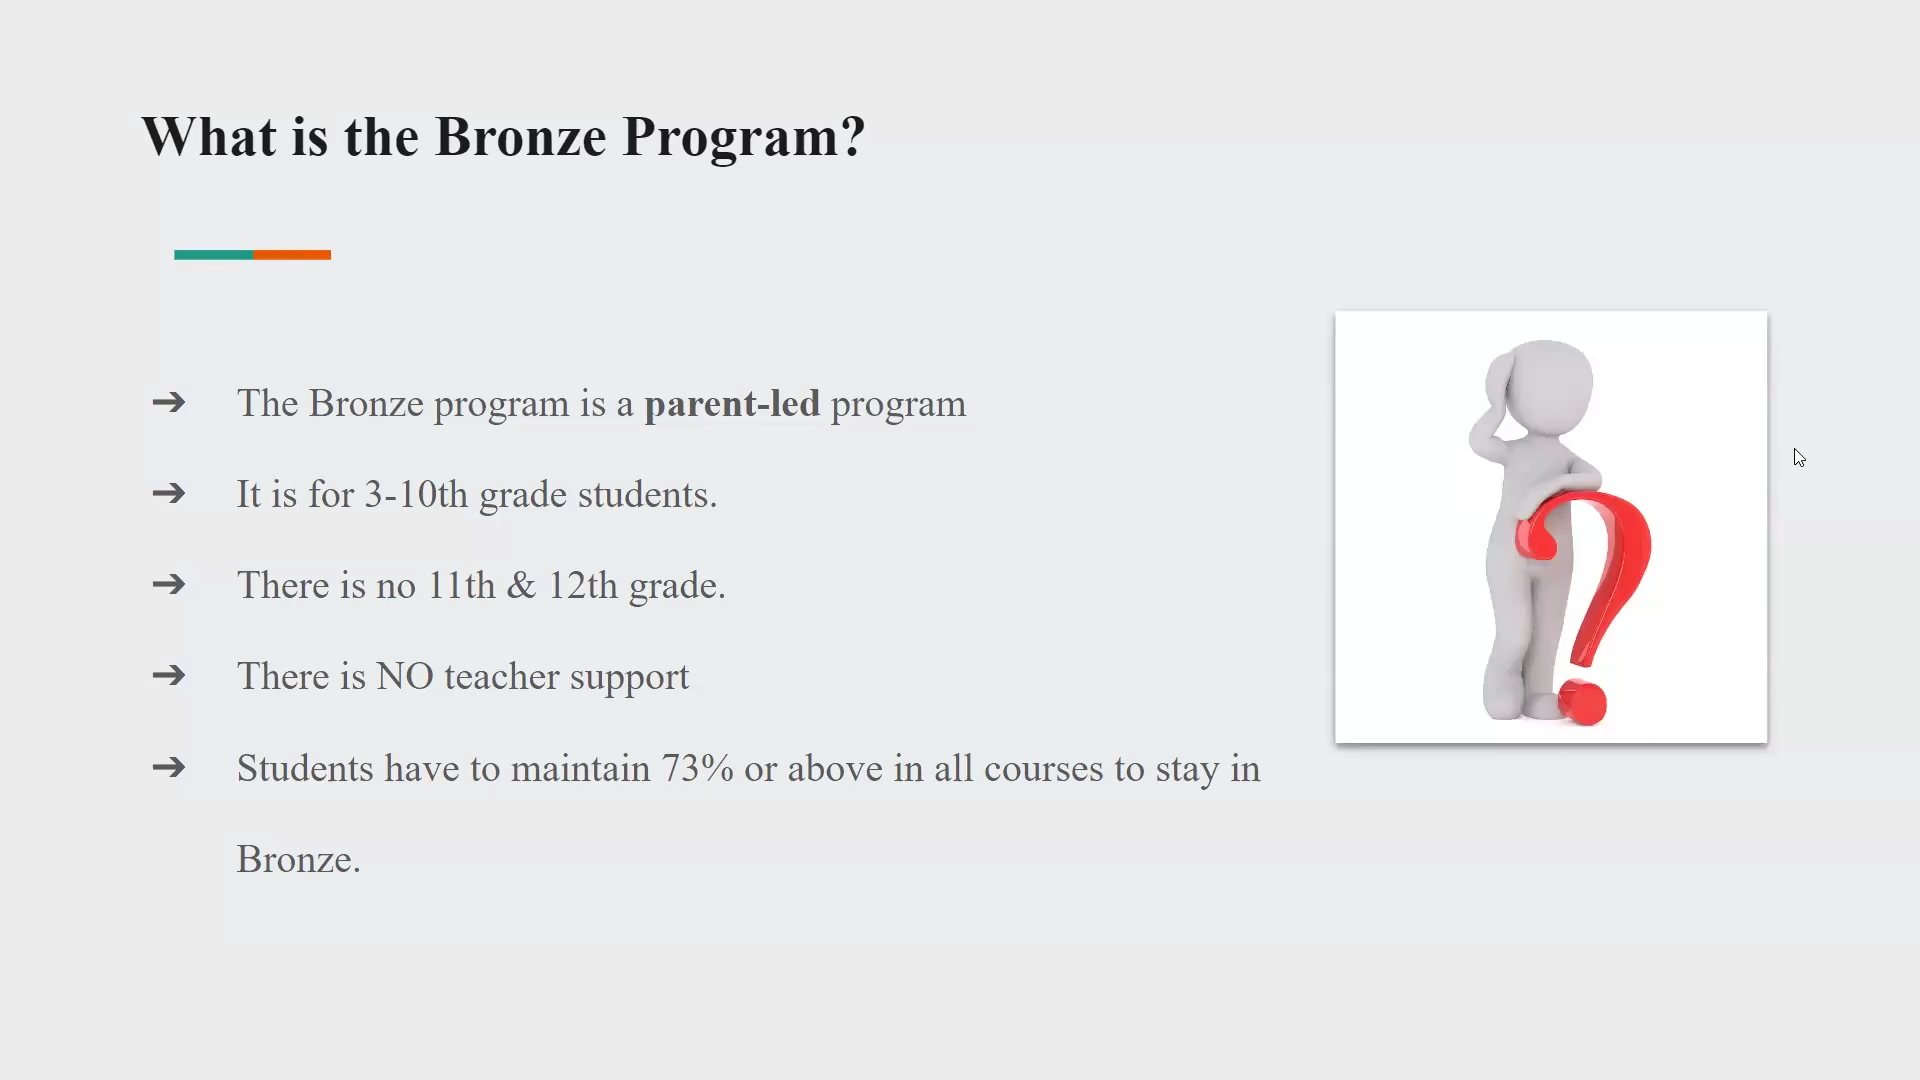 What is the Bronze Program?
➔ The Bronze program is a parent-led program
➔ It is for 3-10th grade students.
➔ There is no 11th & 12th grade.
➔ There is NO teacher support
➔ Students have to maintain 73% or above in all courses to stay in
Bronze.